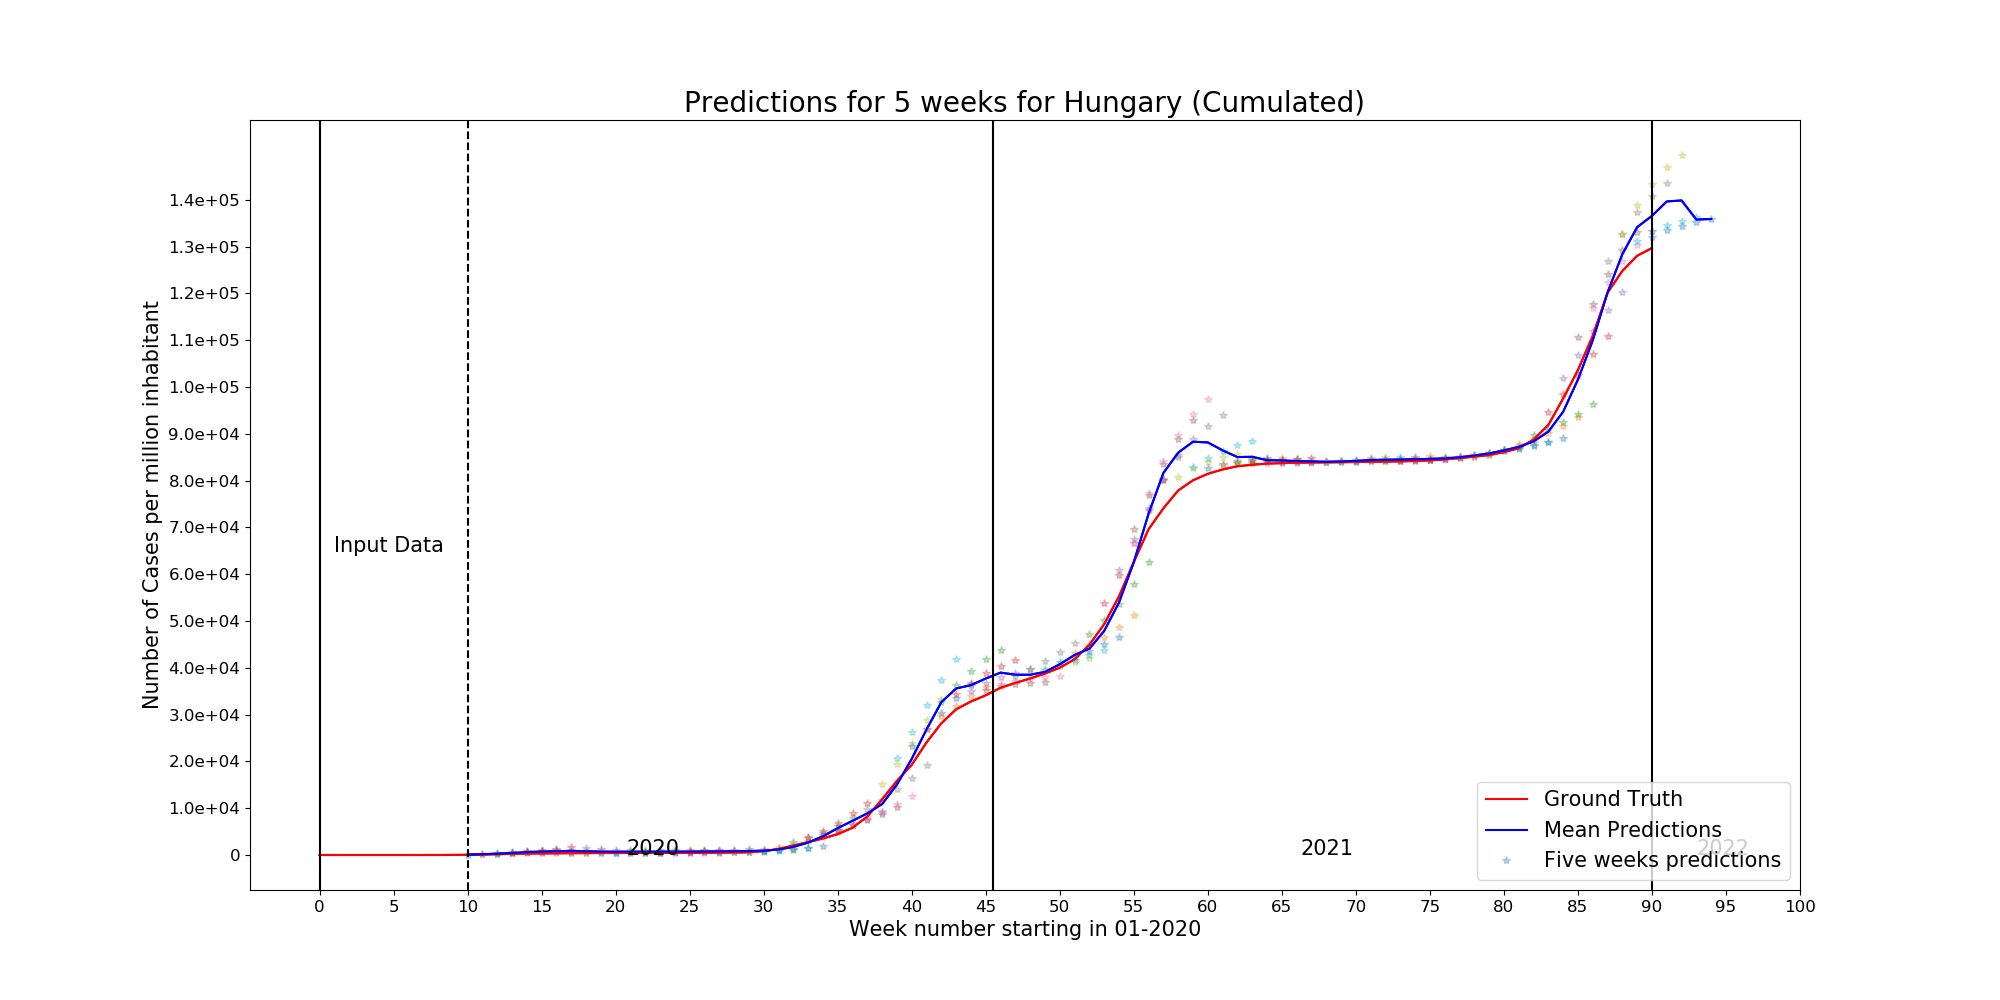 Predictions for 5 weeks for Hungary (Cumulated)
Number of Cases per million inhabitant
1.4e+05
1.3e+05
1.2e+05
1.1e+05
1.0e+05
9.0e+04
8.0e+04
7.0e+04
6.0e+04
5.0e+04
4.0e+04
3.0e+04
2.0e+04
1.0e+04
0
Input Data
2020
2021
2022
Ground Truth
Mean Predictions
Five weeks predictions
0 5 10 15 20 25 30 35 40 45 50 55 60 65 70 75 80 85 90 95 100
Week number starting in 01-2020